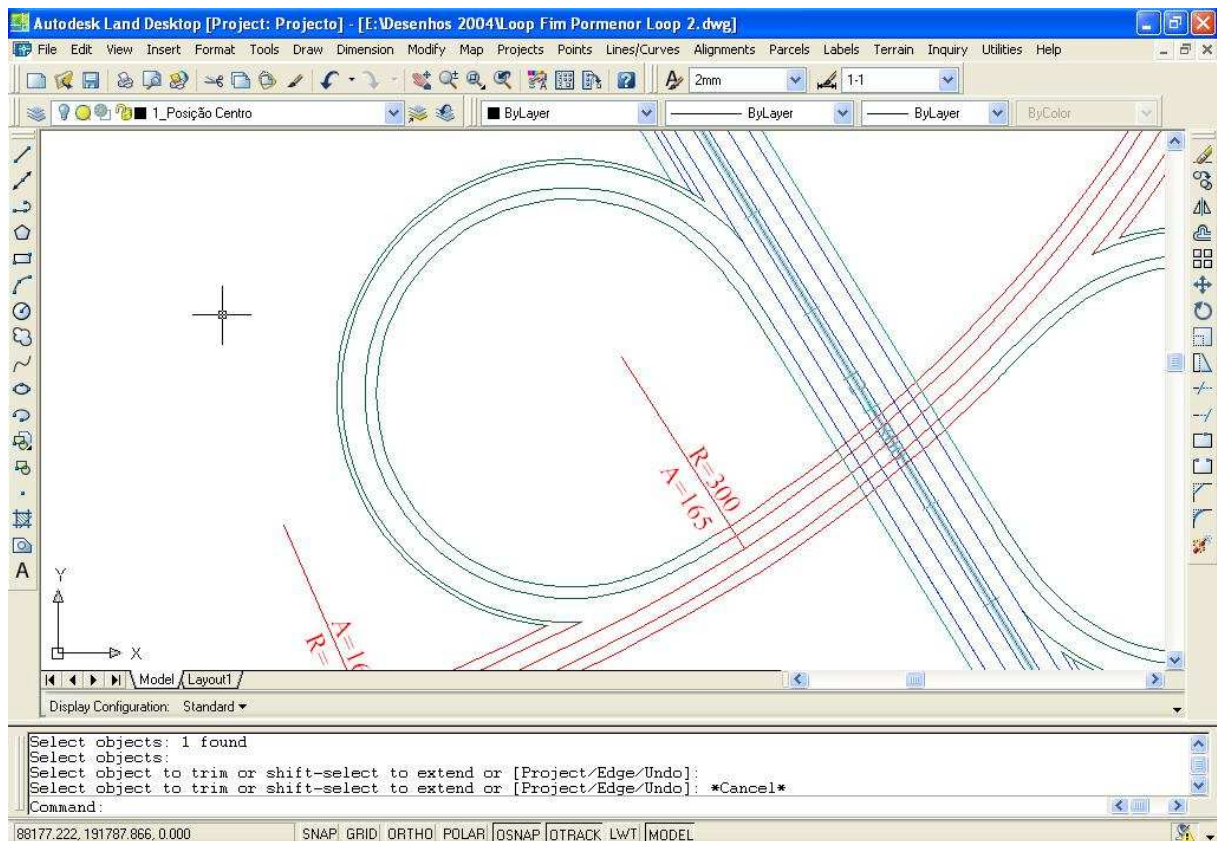 Autodesk Land Desktop [Project: Projecto] - [E:\Desenhos 2004\Loop Fim Pormenor Loop 2.dwg]
File Edit View Insert Format Tools Draw Dimension Modify Map Projects Points Lines/Curves Alignments Parcels Labels Terrain Inquiry Utilities Help
2mm 1-1
1_Posição Centro ByLayer ByLayer ByLayer ByColor
R=300
A=165
A=16
R=
Y
X
A
Model Layout1
Display Configuration: Standard
Select objects: 1 found
Select objects:
Select object to trim or shift-select to extend or [Project/Edge/Undo]:
Select object to trim or shift-select to extend or [Project/Edge/Undo]: *Cancel*
Command:
88177.222, 191787.866, 0.000 SNAP GRID ORTHO POLAR OSNAP OTRACK LWT MODEL